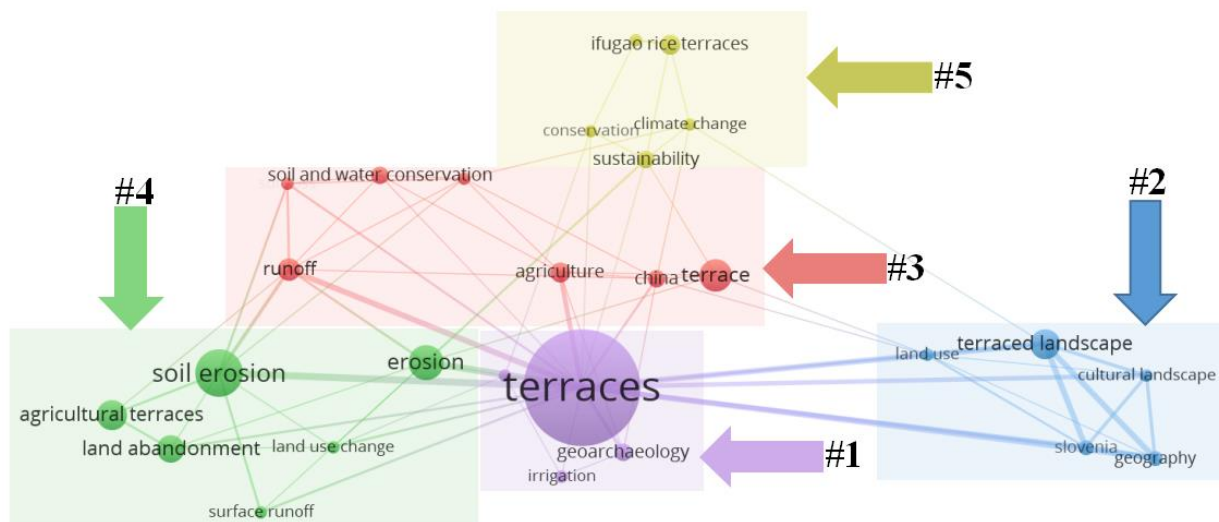 ifugao rice terraces
#5
conservation
climate change
sustainability
soil and water conservation
#4
#2
runoff
agriculture
china
terrace
#3
soil erosion
erosion
terraces
land use
terraced landscape
cultural landscape
agricultural terraces
land abandonment
land use change
geoarchaeology
#1
slovenia
geography
irrigation
surface runoff